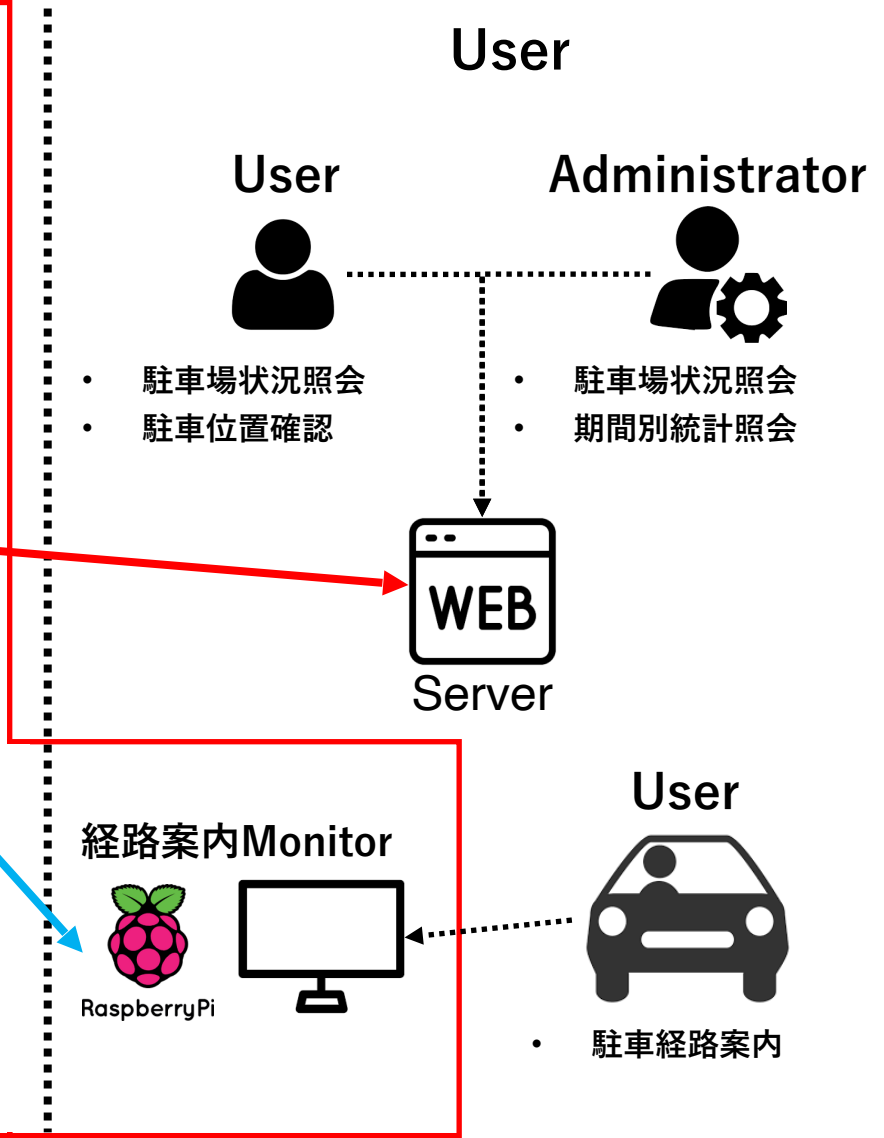 User
User
Administrator
• 駐車場状況照会
• 駐車位置確認
• 駐車場状況照会
• 期間別統計照会
WEB
Server
経路案内Monitor
RaspberryPi
User
• 駐車経路案内